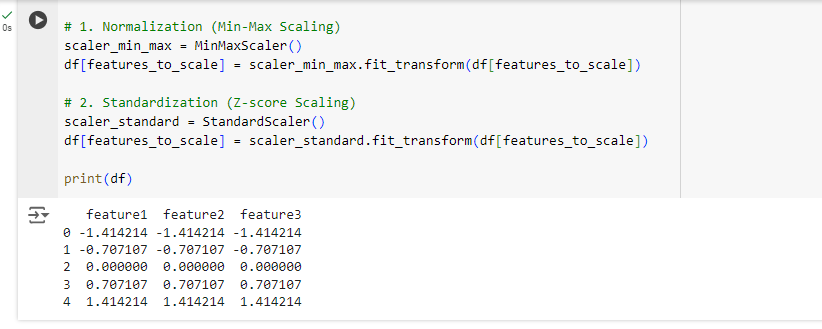 0s
# 1. Normalization (Min-Max Scaling)
scaler_min_max = MinMaxScaler()
df[features_to_scale] = scaler_min_max.fit_transform(df[features_to_scale])
# 2. Standardization (Z-score Scaling)
scaler_standard = StandardScaler()
df[features_to_scale] = scaler_standard.fit_transform(df[features_to_scale])
print(df)
feature1 feature2 feature3
0 -1.414214 -1.414214 -1.414214
1 -0.707107 -0.707107 -0.707107
2 0.000000 0.000000 0.000000
3 0.707107 0.707107 0.707107
4 1.414214 1.414214 1.414214